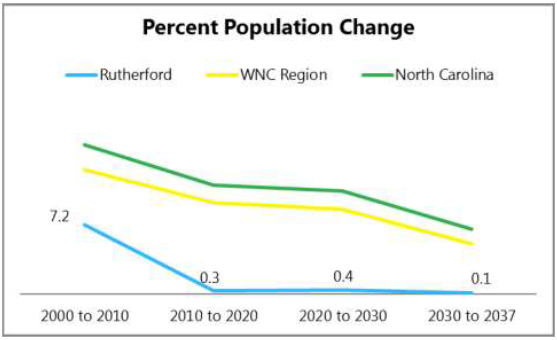 Percent Population Change
Rutherford WNC Region North Carolina
7.2
0.3 0.4 0.1
2000 to 2010 2010 to 2020 2020 to 2030 2030 to 2037